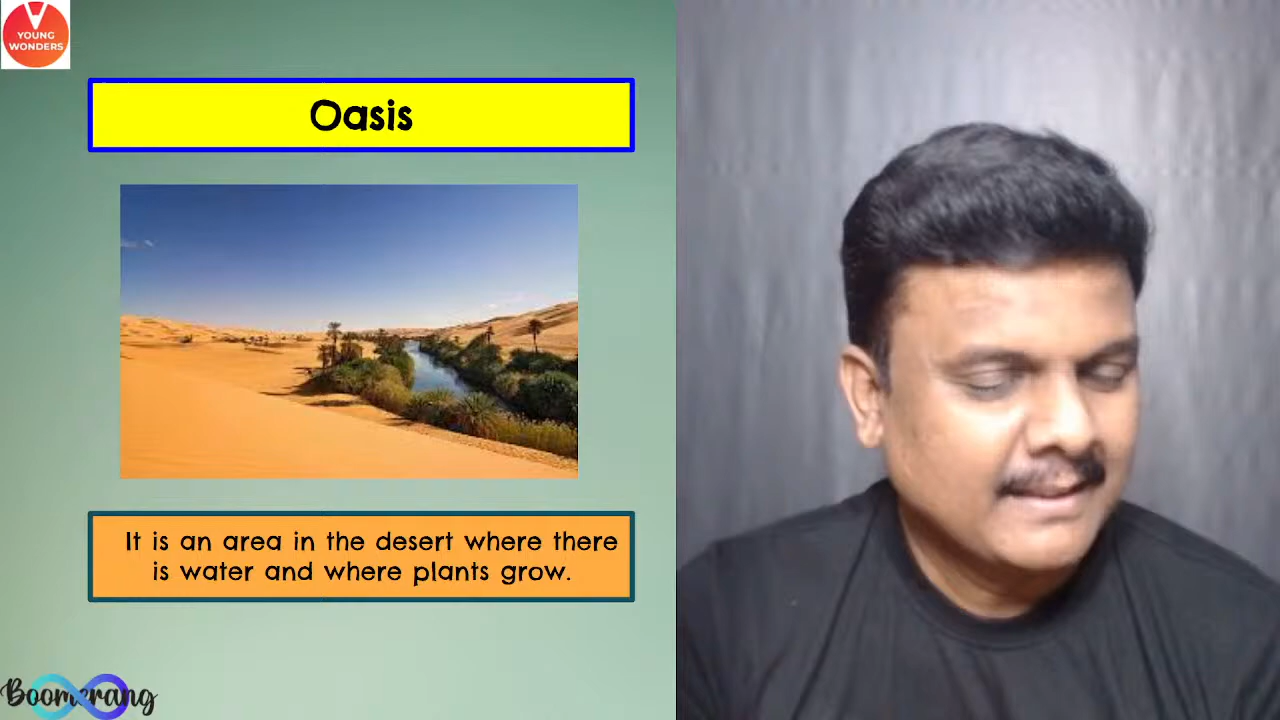 YOUNG
WONDERS
Oasis
It is an area in the desert where there
is water and where plants grow.
Boomerang